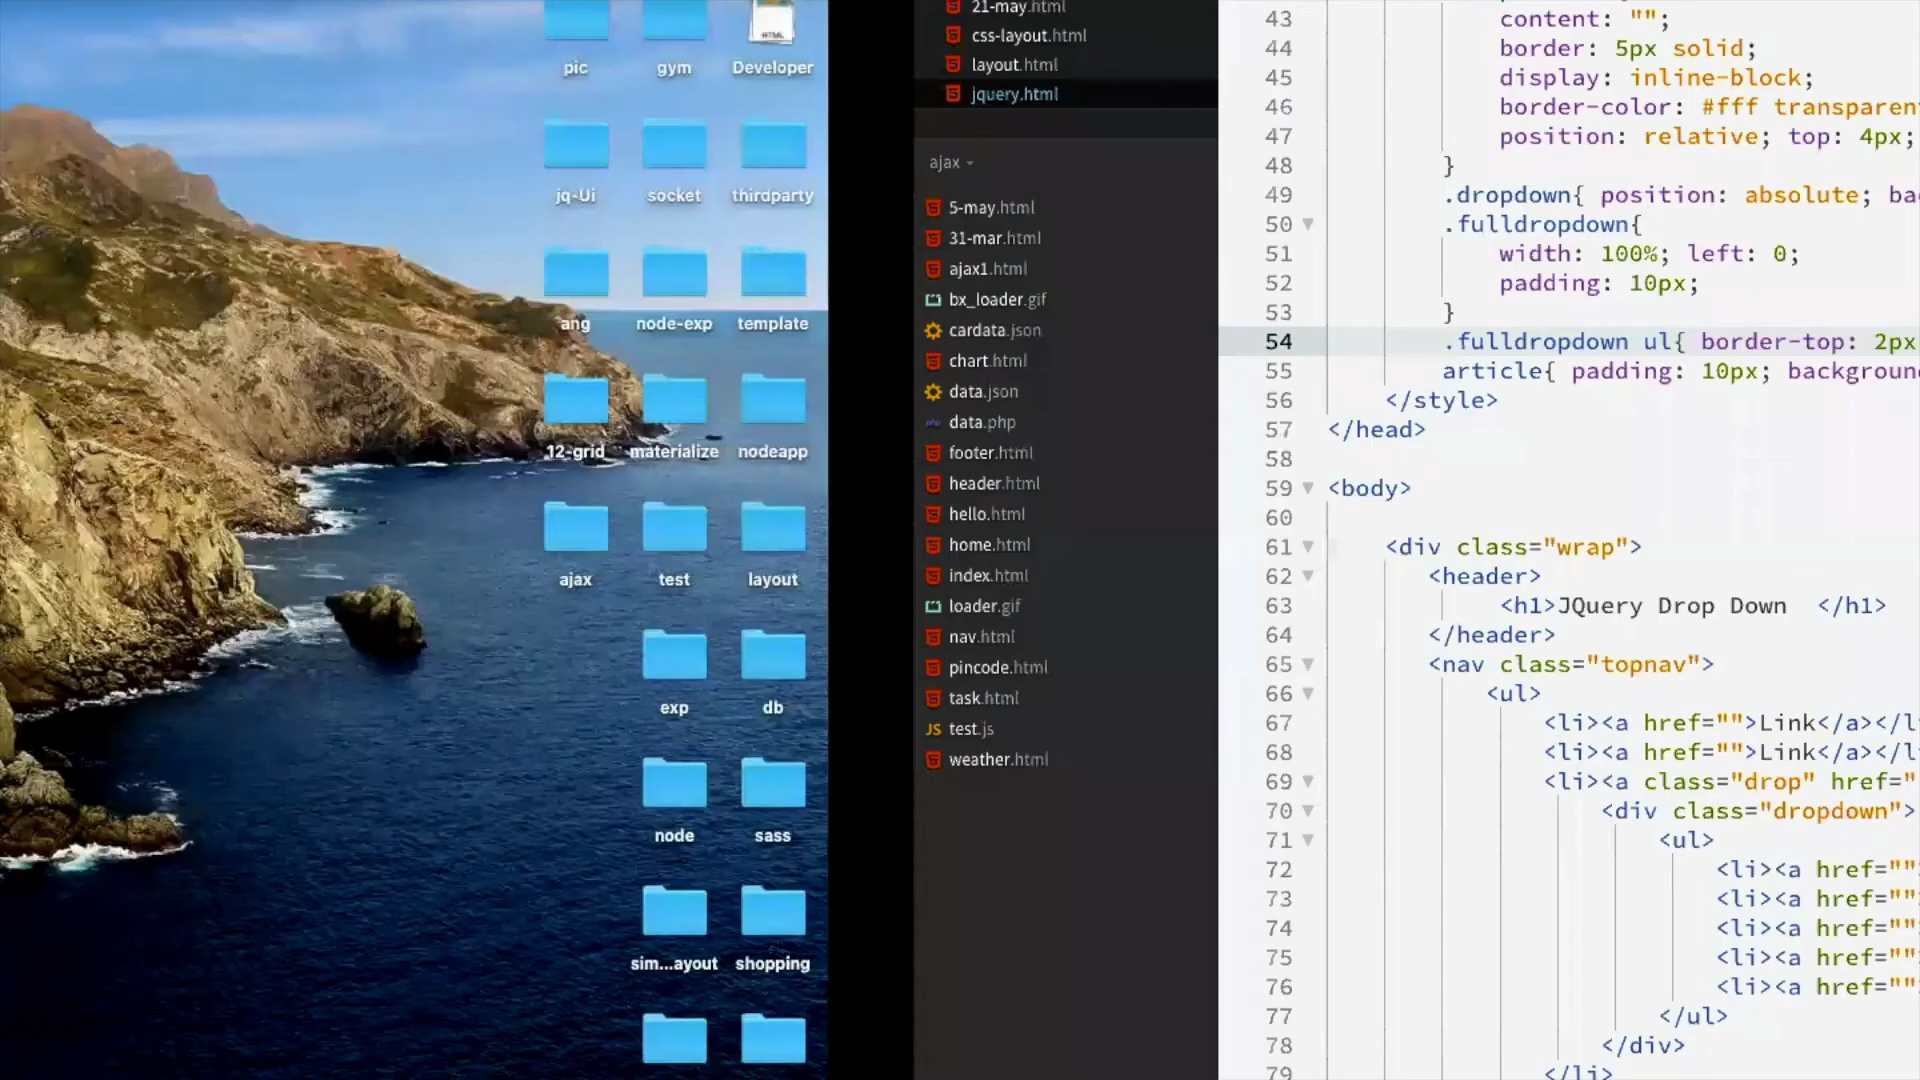 pic gym Developer
jq-Ui socket thirdparty
ang node-exp template
12-grid materialize nodeapp
ajax test layout
exp db
node sass
sim...ayout shopping
21-may.html
css-layout.html
layout.html
jquery.html
ajax
5-may.html
31-mar.html
ajax1.html
bx_loader.gif
cardata.json
chart.html
data.json
data.php
footer.html
header.html
hello.html
home.html
index.html
loader.gif
nav.html
pincode.html
task.html
JS test.js
weather.html
43 content: "";
44 border: 5px solid;
45 display: inline-block;
46 border-color: #fff transparen
47 position: relative; top: 4px;
48 }
49 .dropdown{ position: absolute; ba
50 .fulldropdown{
51 width: 100%; left: 0;
52 padding: 10px;
53 }
54 .fulldropdown ul{ border-top: 2px
55 article{ padding: 10px; background
56 </style>
57 </head>
58
59 <body>
60
61 <div class="wrap">
62 <header>
63 <h1>JQuery Drop Down </h1>
64 </header>
65 <nav class="topnav">
66 <ul>
67 <li><a href="">Link</a></l
68 <li><a href="">Link</a></l
69 <li><a class="drop" href="
70 <div class="dropdown">
71 <ul>
72 <li><a href=""
73 <li><a href=""
74 <li><a href=""
75 <li><a href=""
76 <li><a href=""
77 </ul>
78 </div>
79 </li>